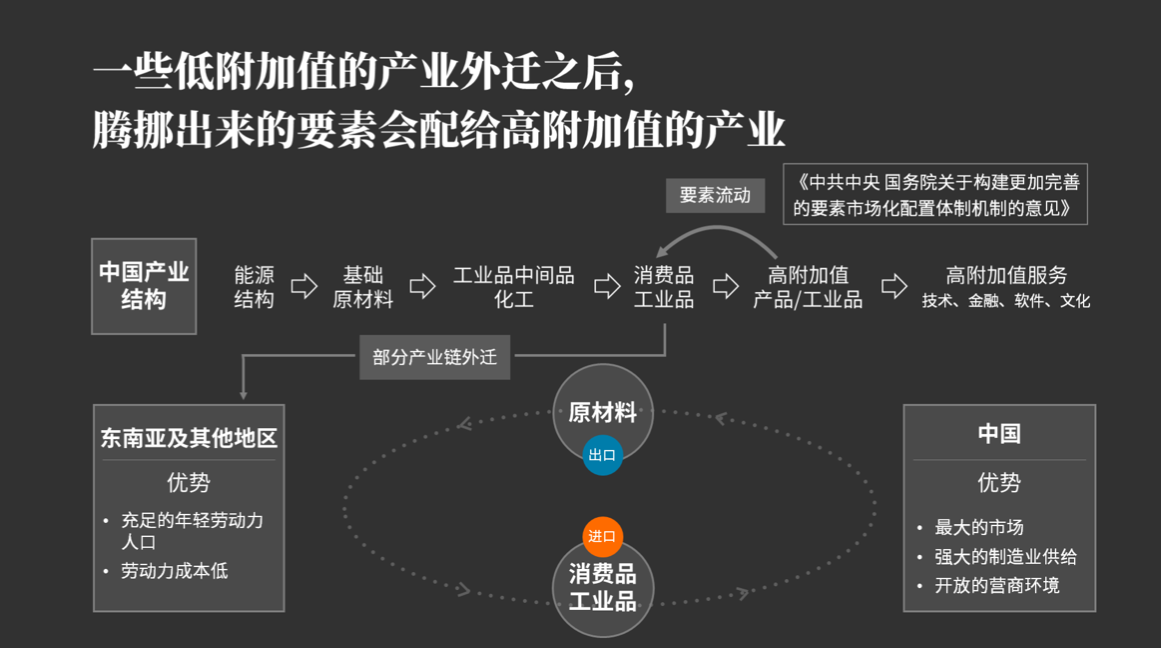 一些低附加值的产业外迁之后，
腾挪出来的要素会配给高附加值的产业
要素流动
《中共中央 国务院关于构建更加完善
的要素市场化配置体制机制的意见》
中国产业
结构
能源
结构
基础
原材料
工业品中间品
化工
消费品
工业品
高附加值
产品/工业品
高附加值服务
技术、金融、软件、文化
部分产业链外迁
东南亚及其他地区
优势
• 充足的年轻劳动力
人口
• 劳动力成本低
原材料
出口
进口
消费品
工业品
中国
优势
• 最大的市场
• 强大的制造业供给
• 开放的营商环境